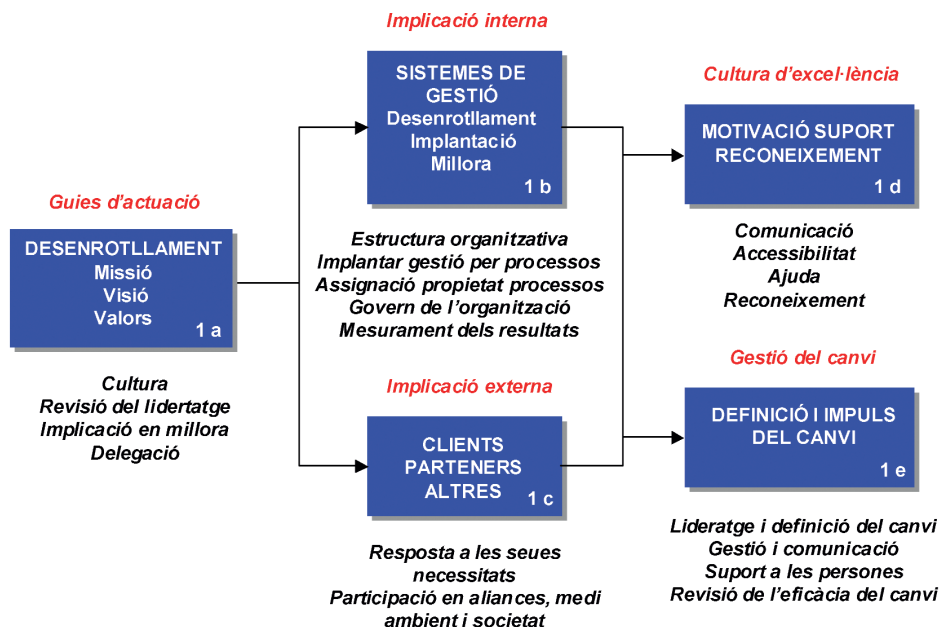 Guies d'actuació
DESENROTLLAMENT
Missió
Visió
Valors
1 a
Cultura
Revisió del lidertatge
Implicació en millora
Delegació
Implicació interna
SISTEMES DE
GESTIÓ
Desenrotllament
Implantació
Millora
1 b
Estructura organitzativa
Implantar gestió per processos
Assignació propietat processos
Govern de l'organització
Mesurament dels resultats
Implicació externa
CLIENTS
PARTENERS
ALTRES
1 c
Resposta a les seues
necessitats
Participació en aliances, medi
ambient i societat
Cultura d'excel·lència
MOTIVACIÓ SUPORT
RECONEIXEMENT
1 d
Comunicació
Accessibilitat
Ajuda
Reconeixement
Gestió del canvi
DEFINICIÓ I IMPULS
DEL CANVI
1 e
Lideratge i definició del canvi
Gestió i comunicació
Suport a les persones
Revisió de l'eficàcia del canvi